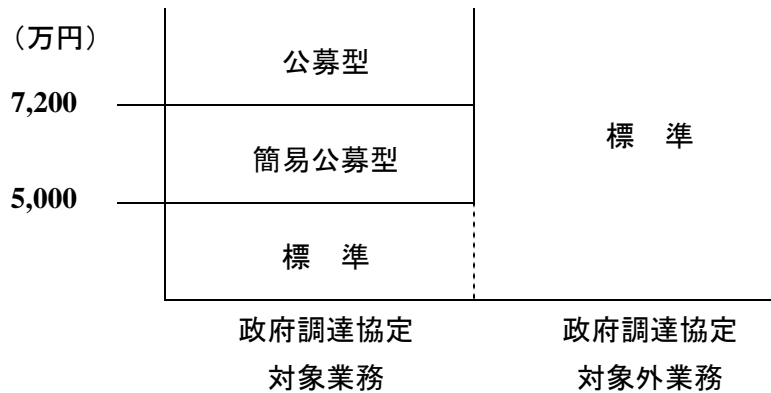 （万円）
公募型
7,200
標　準
簡易公募型
5,000
標　準
政府調達協定
対象業務
政府調達協定
対象外業務